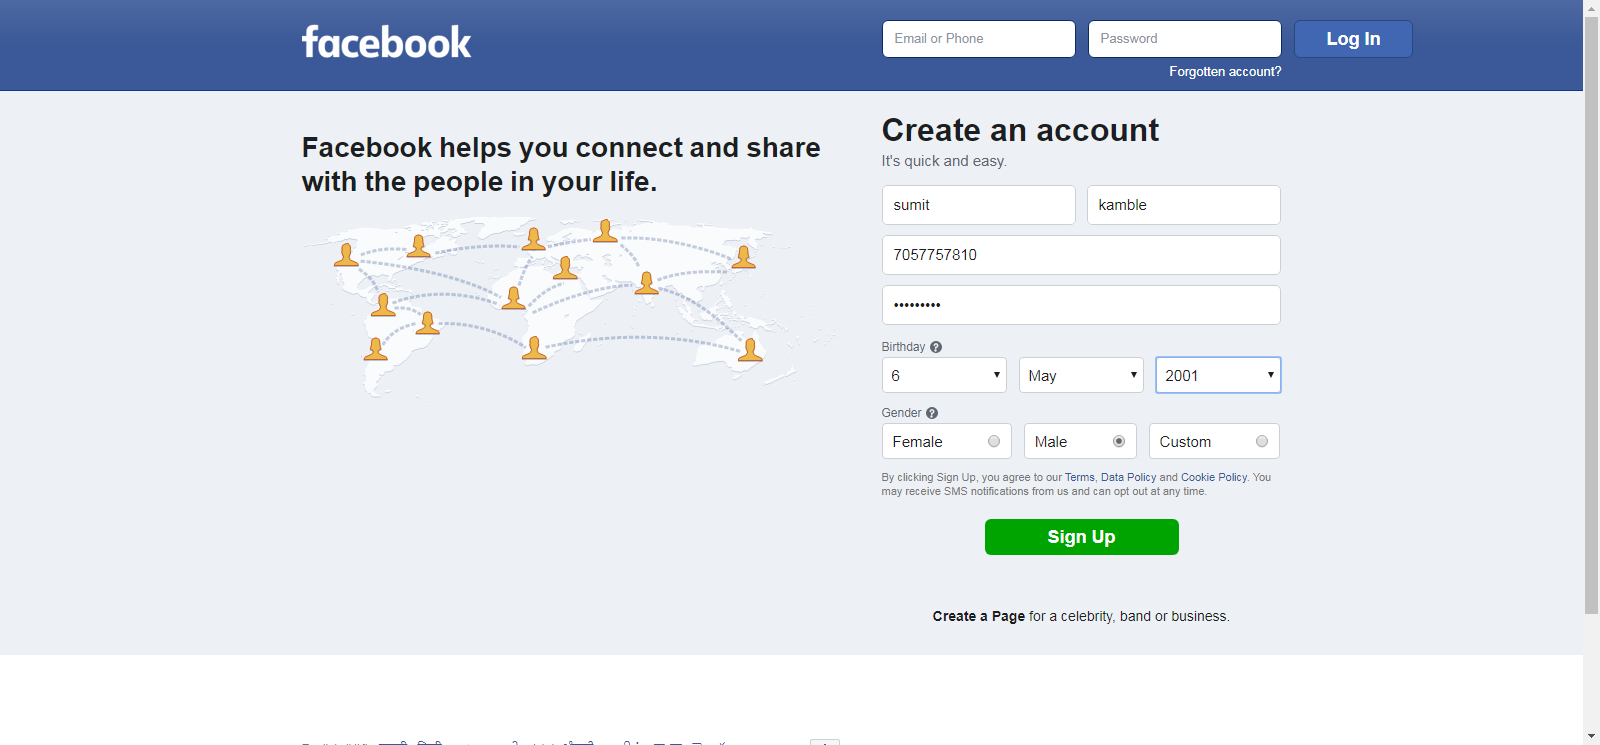 facebook
Email or Phone
Password
Log In
Forgotten account?
Facebook helps you connect and share
with the people in your life.
Create an account
It's quick and easy.
sumit
kamble
7057757810
•••••••••
Birthday ?
6
May
2001
Gender ?
Female
Male
Custom
By clicking Sign Up, you agree to our Terms, Data Policy and Cookie Policy. You
may receive SMS notifications from us and can opt out at any time.
Sign Up
Create a Page for a celebrity, band or business.